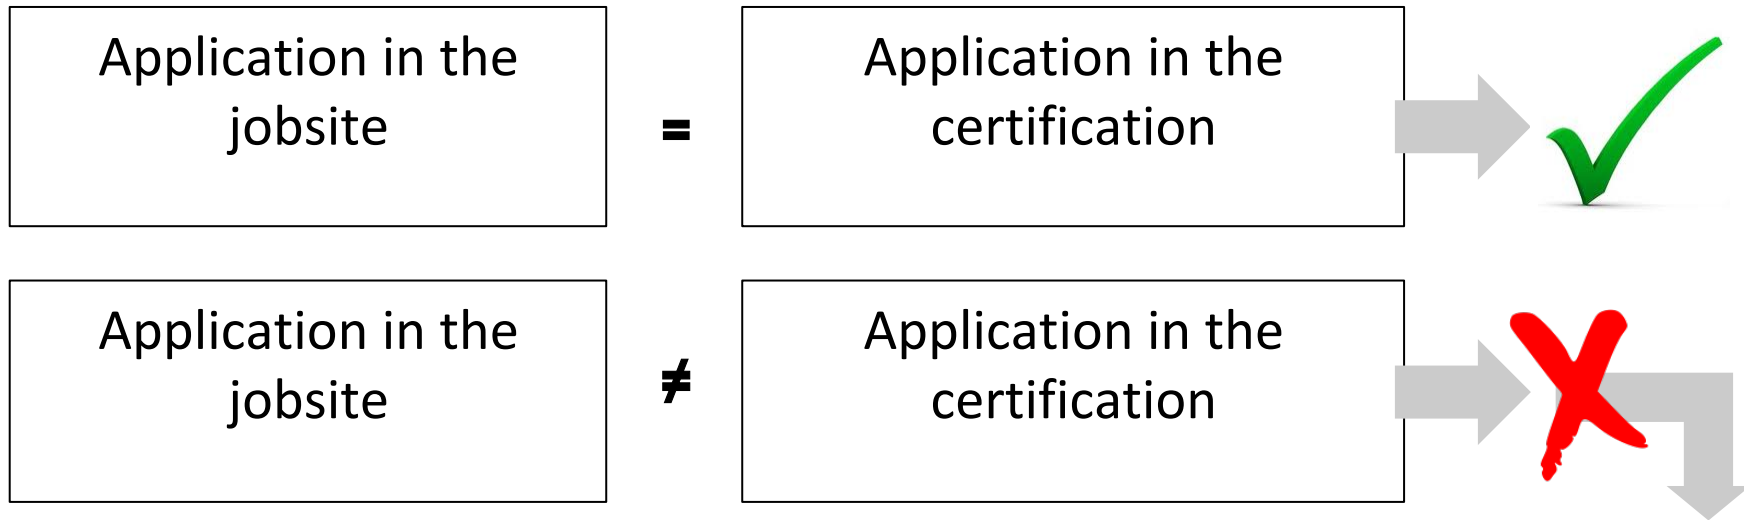 Application in the
jobsite
=
Application in the
certification
Application in the
jobsite
≠
Application in the
certification